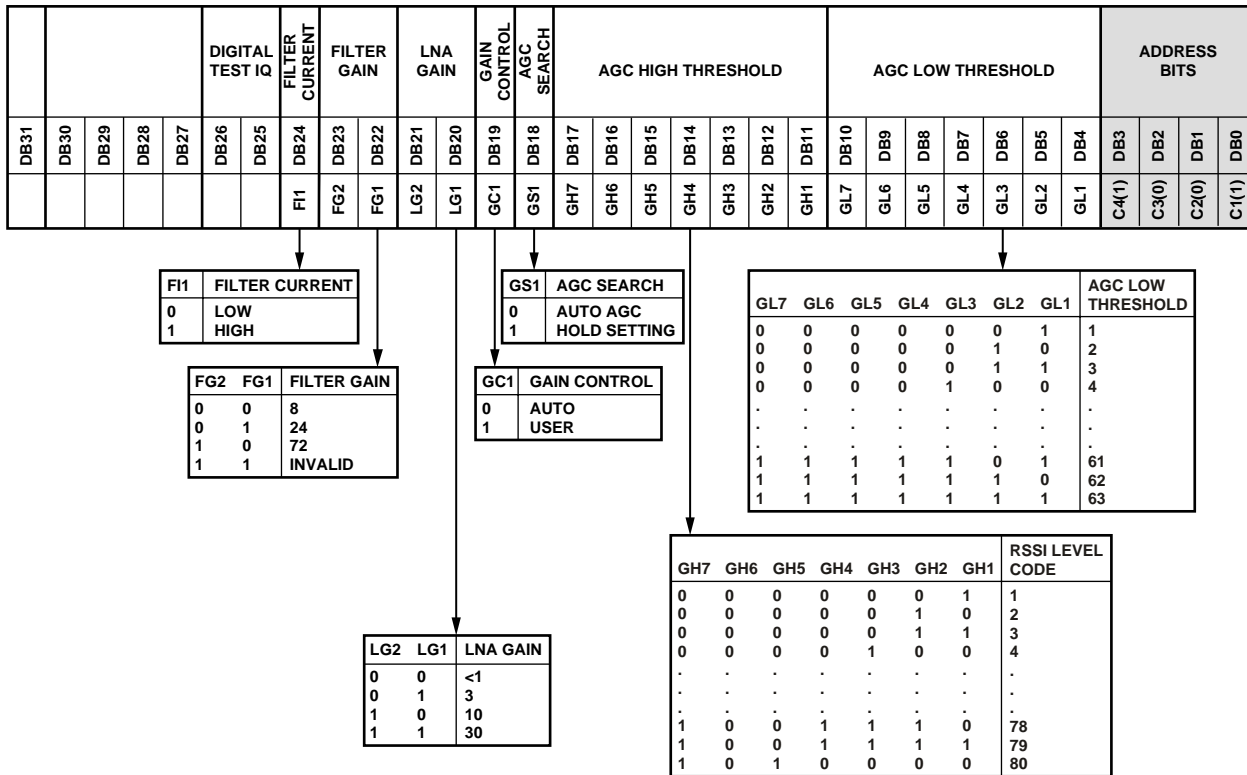 DIGITAL TEST IQ
FILTER CURRENT
FILTER GAIN
LNA GAIN
GAIN CONTROL
AGC SEARCH
AGC HIGH THRESHOLD
AGC LOW THRESHOLD
ADDRESS BITS
DB31 DB30 DB29 DB28 DB27 DB26 DB25 DB24 DB23 DB22 DB21 DB20 DB19 DB18 DB17 DB16 DB15 DB14 DB13 DB12 DB11 DB10 DB9 DB8 DB7 DB6 DB5 DB4 DB3 DB2 DB1 DB0
FI1 FG2 FG1 LG2 LG1 GC1 GS1 GH7 GH6 GH5 GH4 GH3 GH2 GH1 GL7 GL6 GL5 GL4 GL3 GL2 GL1 C4(1) C3(0) C2(0) C1(1)
FI1 FILTER CURRENT
0 LOW
1 HIGH
GS1 AGC SEARCH
0 AUTO AGC
1 HOLD SETTING
FG2 FG1 FILTER GAIN
0 0 8
0 1 24
1 0 72
1 1 INVALID
GC1 GAIN CONTROL
0 AUTO
1 USER
GL7 GL6 GL5 GL4 GL3 GL2 GL1 AGC LOW THRESHOLD
0 0 0 0 0 0 1 1
0 0 0 0 0 1 0 2
0 0 0 0 0 1 1 3
0 0 0 0 1 0 0 4
. . . . . . . .
. . . . . . . .
. . . . . . . .
1 1 1 1 1 0 1 61
1 1 1 1 1 1 0 62
1 1 1 1 1 1 1 63
GH7 GH6 GH5 GH4 GH3 GH2 GH1 RSSI LEVEL CODE
0 0 0 0 0 0 1 1
0 0 0 0 0 1 0 2
0 0 0 0 0 1 1 3
0 0 0 0 1 0 0 4
. . . . . . . .
. . . . . . . .
. . . . . . . .
1 0 0 1 1 1 0 78
1 0 0 1 1 1 1 79
1 0 1 0 0 0 0 80
LG2 LG1 LNA GAIN
0 0 <1
0 1 3
1 0 10
1 1 30